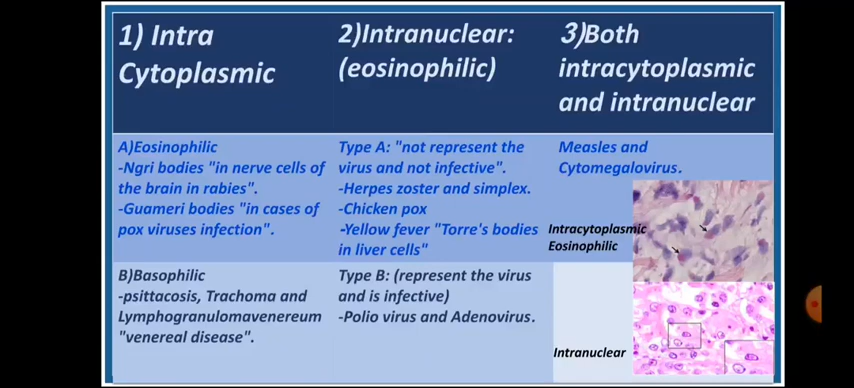 1) Intra
Cytoplasmic
2)Intranuclear:
(eosinophilic)
3)Both
intracytoplasmic
and intranuclear
A)Eosinophilic
-Ngri bodies "in nerve cells of
the brain in rabies".
-Guameri bodies "in cases of
pox viruses infection".
Type A: "not represent the
virus and not infective".
-Herpes zoster and simplex.
-Chicken pox
-Yellow fever "Torre's bodies
in liver cells"
Measles and
Cytomegalovirus.
Intracytoplasmic
Eosinophilic
B)Basophilic
-psittacosis, Trachoma and
Lymphogranulomavenereum
"venereal disease".
Type B: (represent the virus
and is infective)
-Polio virus and Adenovirus.
Intranuclear